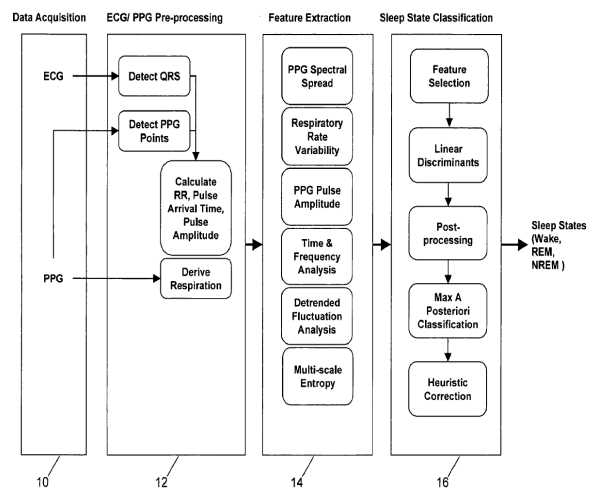 Data Acquisition
ECG
PPG
10
ECG/ PPG Pre-processing
Detect QRS
Detect PPG
Points
Calculate
RR, Pulse
Arrival Time,
Pulse
Amplitude
Derive
Respiration
12
Feature Extraction
PPG Spectral
Spread
Respiratory
Rate
Variability
PPG Pulse
Amplitude
Time &
Frequency
Analysis
Detrended
Fluctuation
Analysis
Multi-scale
Entropy
14
Sleep State Classification
Feature
Selection
Linear
Discriminants
Post-
processing
Max A
Posteriori
Classification
Heuristic
Correction
16
Sleep States
(Wake,
REM,
NREM )